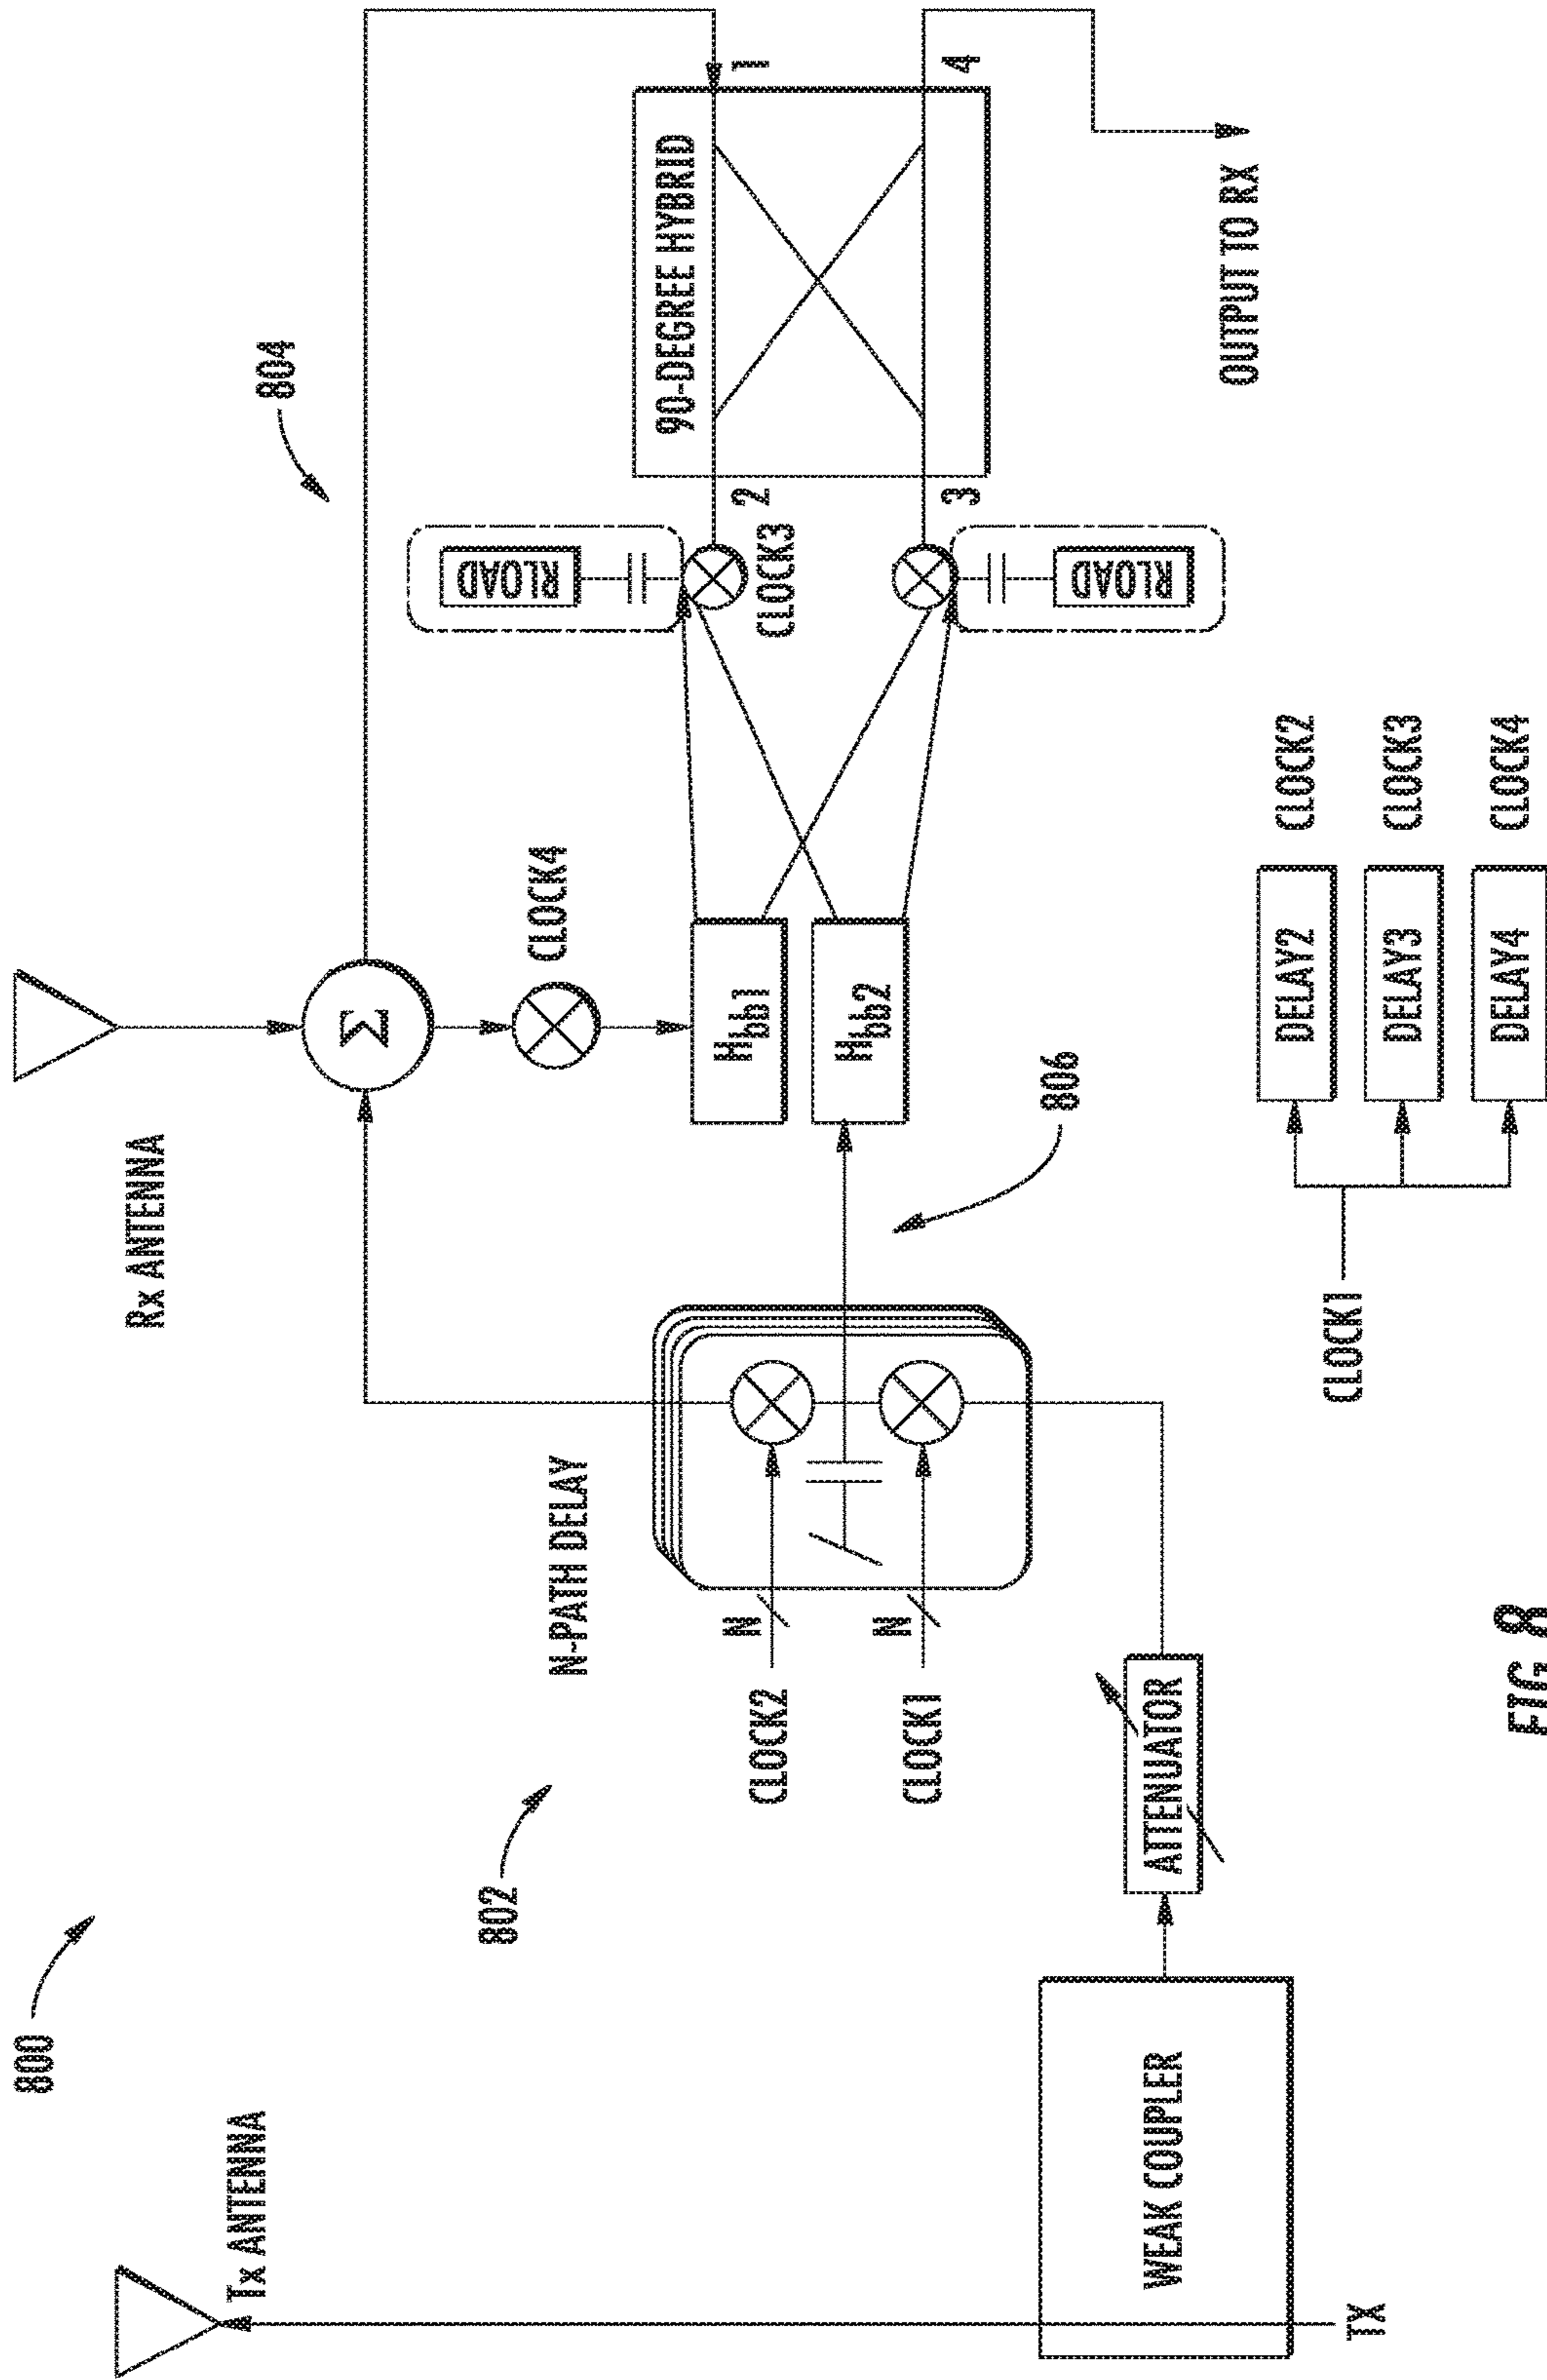 800
Tx ANTENNA
TX
WEAK COUPLER
ATTENUATOR
802
N-PATH DELAY
CLOCK2
N
CLOCK1
N
Rx ANTENNA
Σ
804
CLOCK4
Hbb1
Hbb2
806
RLOAD
CLOCK3
RLOAD
90-DEGREE HYBRID
1
2
3
4
OUTPUT TO RX
CLOCK1
DELAY2 CLOCK2
DELAY3 CLOCK3
DELAY4 CLOCK4
FIG. 8